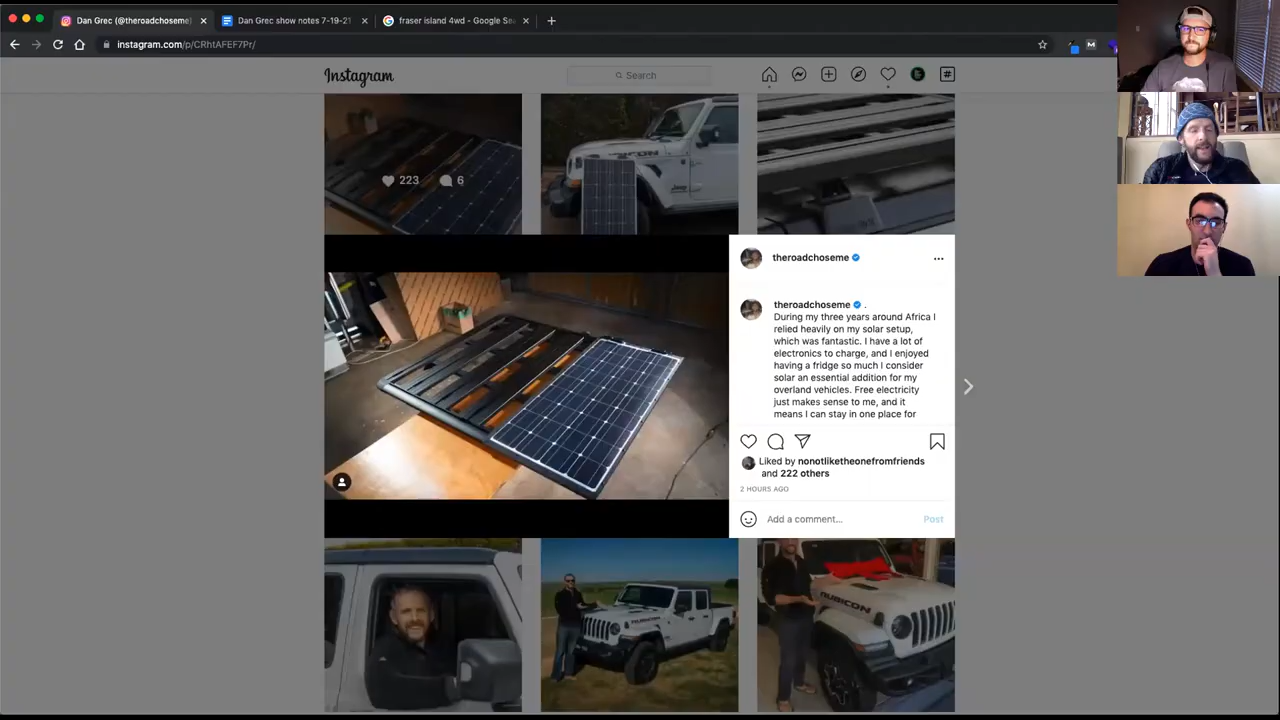 Dan Grec (@theroadchoseme)
Dan Grec show notes 7-19-21
fraser island 4wd - Google Se
instagram.com/p/CRhtAFEF7Pr/
M
Instagram
Search
223
6
RUBICON
Jeep
theroadchoseme
theroadchoseme .
During my three years around Africa I
relied heavily on my solar setup,
which was fantastic. I have a lot of
electronics to charge, and I enjoyed
having a fridge so much I consider
solar an essential addition for my
overland vehicles. Free electricity
just makes sense to me, and it
means I can stay in one place for
Liked by nonotliketheonefromfriends
and 222 others
2 HOURS AGO
Add a comment...
Post
RUBICON
RUBICON